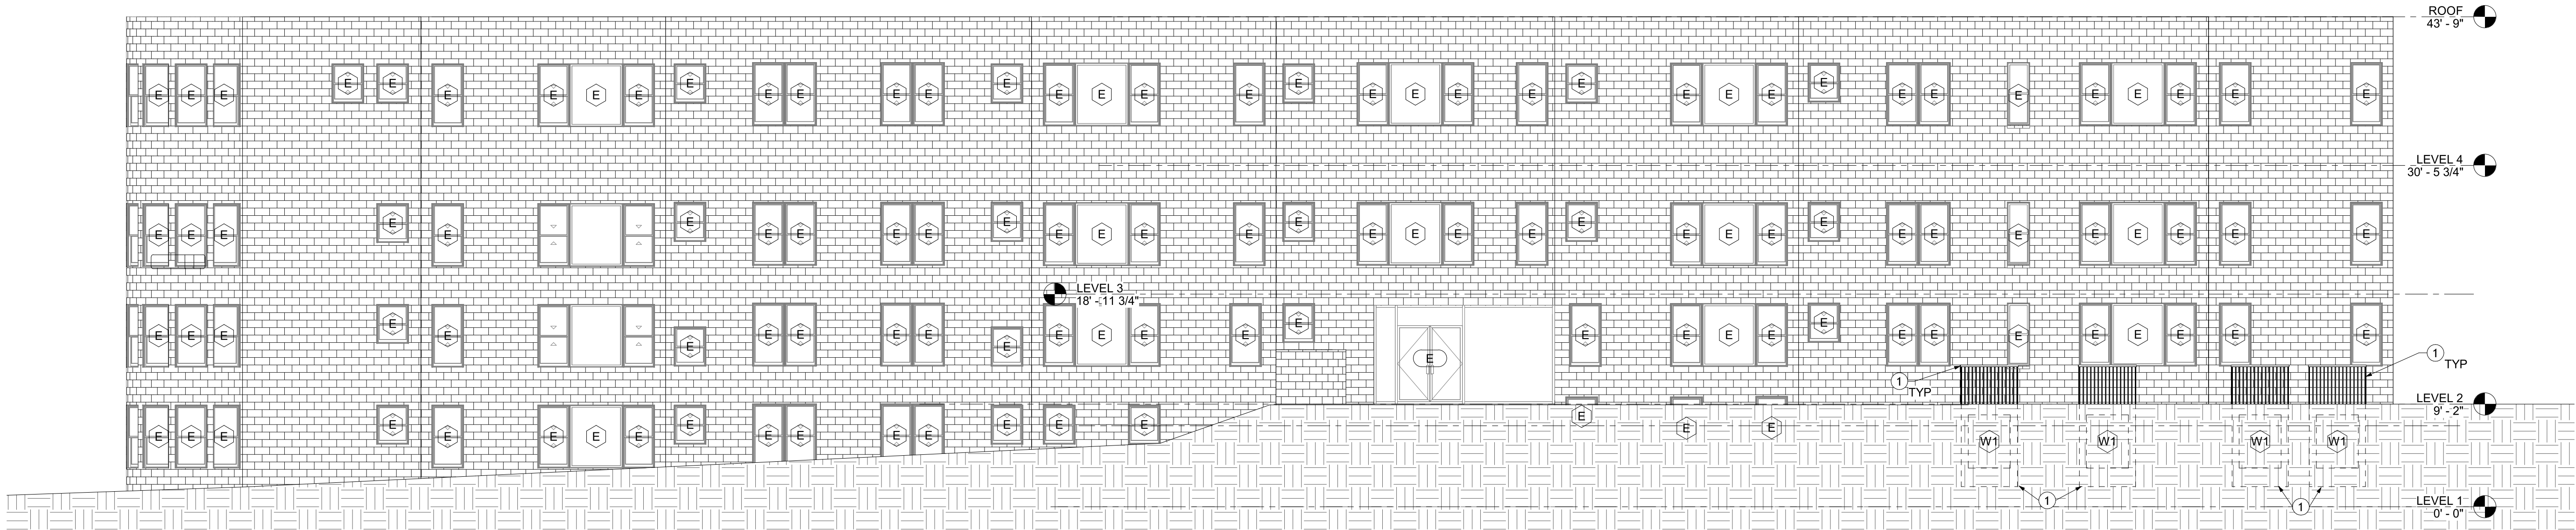 ROOF
43' - 9"
E E E E E E E E E E E E E E E E E E E E E E E E E E E E E E E E E E E E E
LEVEL 4
30' - 5 3/4"
E E E E E E E E E E E E E E E E E E E E E E E E E E E E E E E E E
LEVEL 3
18' - 11 3/4"
E E E E E E E E E E E E E E E E E E E E E E E E E E E E E
E
1
TYP
1
TYP
LEVEL 2
9' - 2"
E E E E E E E E E E E E E E E E E E E
W1 W1 W1 W1
1
1
LEVEL 1
0' - 0"